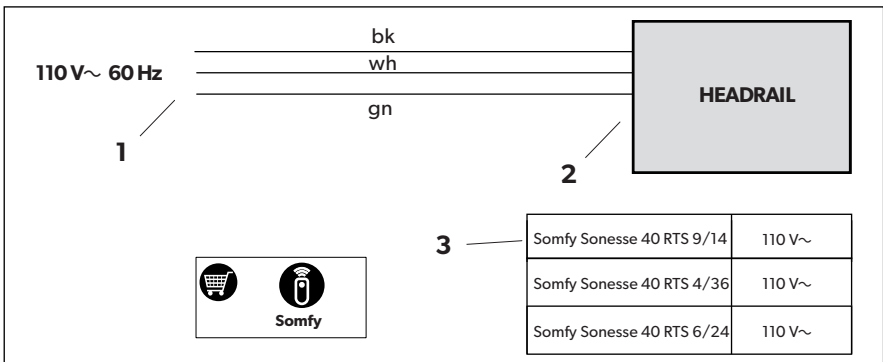 bk
110 V~ 60 Hz
wh
HEADRAIL
gn
1
2
3
Somfy Sonesse 40 RTS 9/14 110 V~
Somfy Sonesse 40 RTS 4/36 110 V~
Somfy
Somfy Sonesse 40 RTS 6/24 110 V~